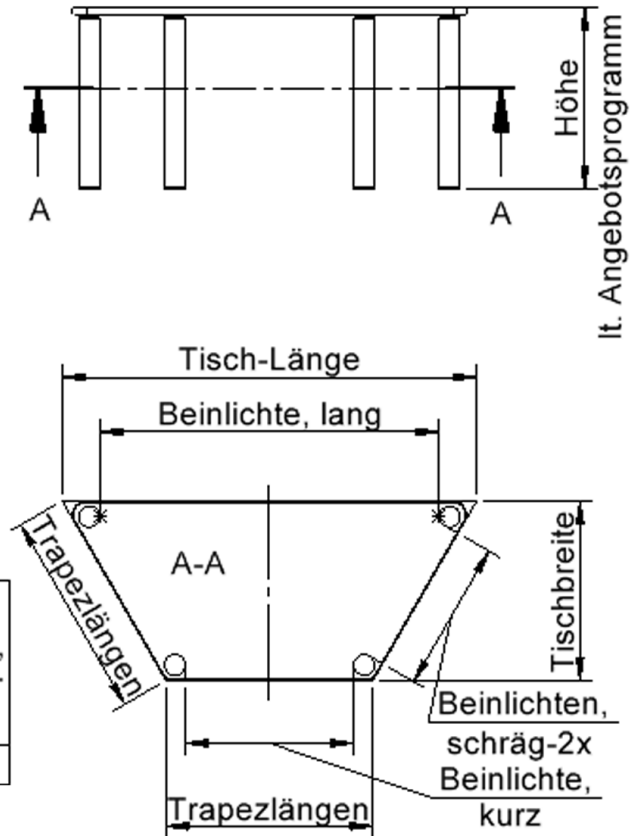 Höhe
lt. Angebotsprogramm
A
A
Tisch-Länge
Beinlichte, lang
Trapezlängen
A-A
Tischbreite
Beinlichten,
schräg-2x
Beinlichte,
kurz
Trapezlängen